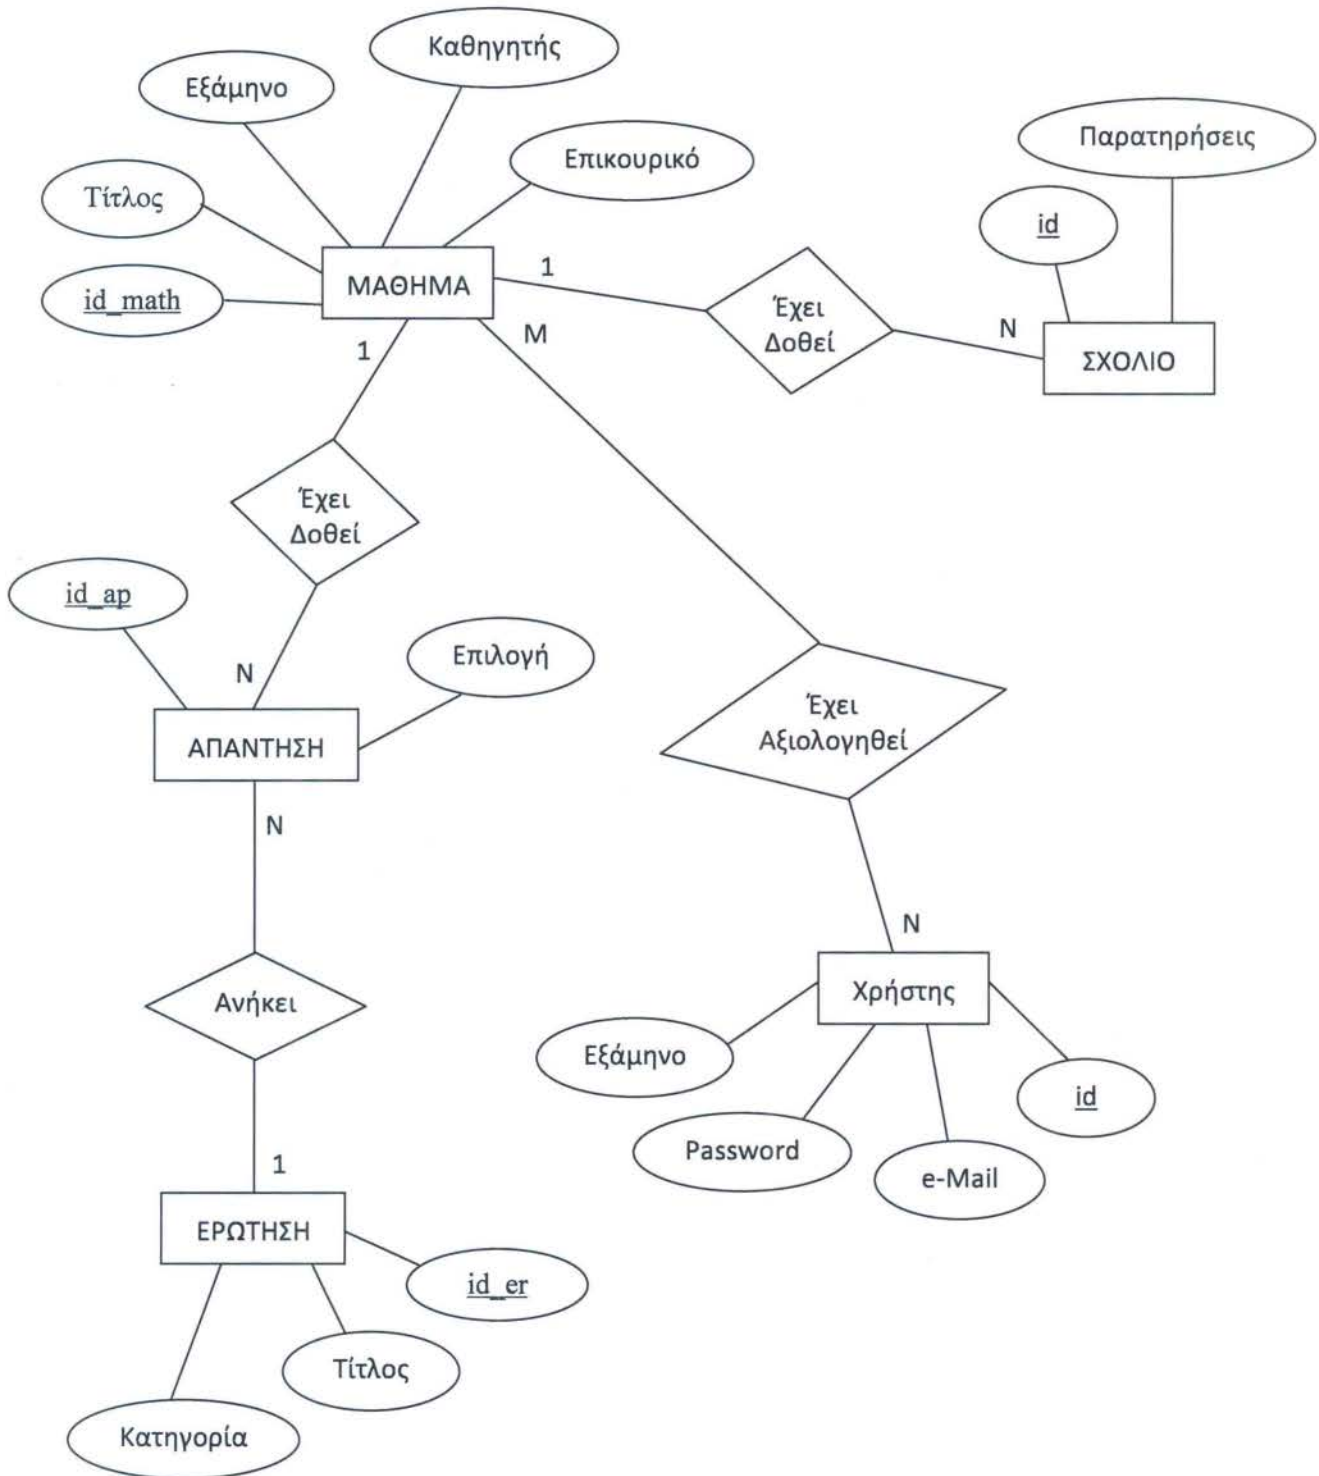 Καθηγητής
Εξάμηνο
Παρατηρήσεις
Επικουρικό
Τίτλος
id
ΜΑΘΗΜΑ
1
id_math
Έχει
Δοθεί
N
ΣΧΟΛΙΟ
M
1
Έχει
Δοθεί
id_ap
Επιλογή
N
Έχει
Αξιολογηθεί
ΑΠΑΝΤΗΣΗ
N
N
Χρήστης
Ανήκει
Εξάμηνο
id
Password
e-Mail
1
ΕΡΩΤΗΣΗ
id_er
Τίτλος
Κατηγορία